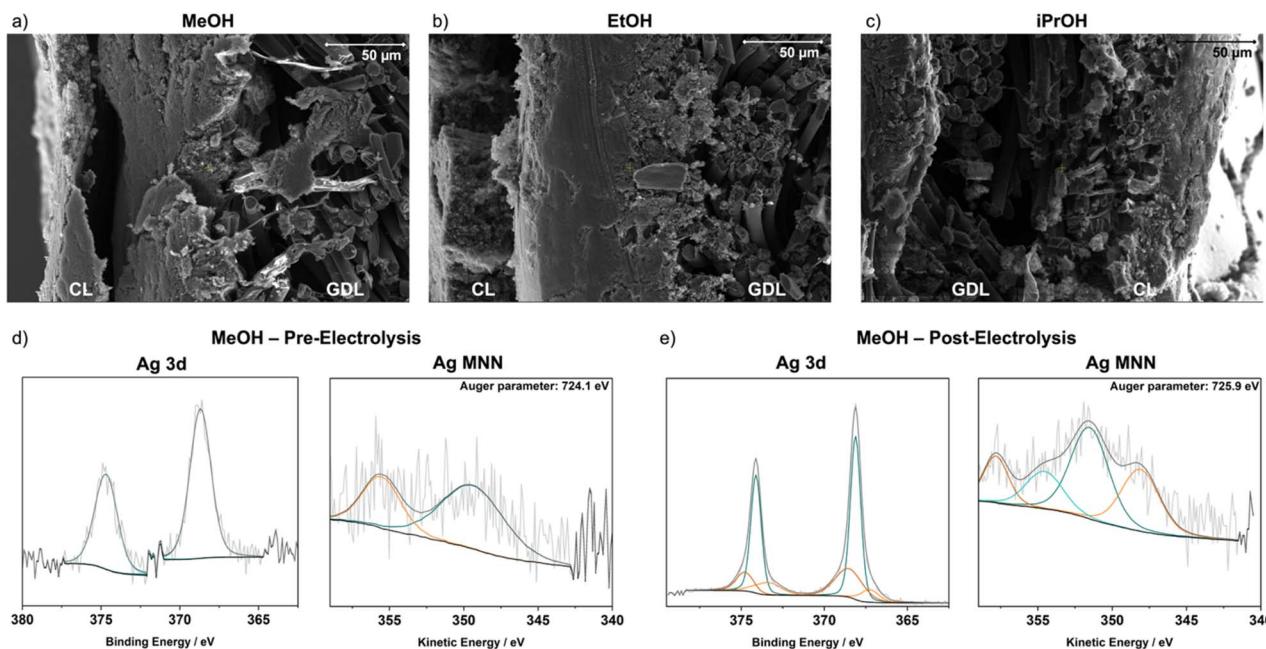 a) MeOH
50 µm
CL GDL
b) EtOH
50 µm
CL GDL
c) iPrOH
50 µm
GDL CL
d) MeOH – Pre-Electrolysis
Ag 3d
380 375 370 365
Binding Energy / eV
Ag MNN
Auger parameter: 724.1 eV
355 350 345 340
Kinetic Energy / eV
e) MeOH – Post-Electrolysis
Ag 3d
375 370 365
Binding Energy / eV
Ag MNN
Auger parameter: 725.9 eV
355 350 345 340
Kinetic Energy / eV